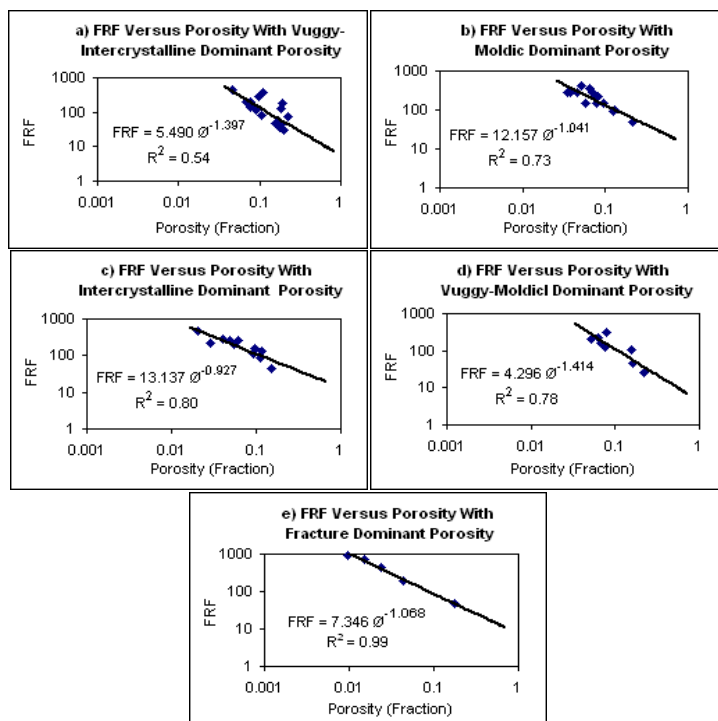 a) FRF Versus Porosity With Vuggy-
Intercrystalline Dominant Porosity
1000
100
10
1
FRF
FRF = 5.490 Ø^-1.397
R² = 0.54
0.001 0.01 0.1 1
Porosity (Fraction)
b) FRF Versus Porosity With
Moldic Dominant Porosity
1000
100
10
1
FRF
FRF = 12.157 Ø^-1.041
R² = 0.73
0.001 0.01 0.1 1
Porosity (Fraction)
c) FRF Versus Porosity With
Intercrystalline Dominant Porosity
1000
100
10
1
FRF
FRF = 13.137 Ø^-0.927
R² = 0.80
0.001 0.01 0.1 1
Porosity (Fraction)
d) FRF Versus Porosity With
Vuggy-Moldicl Dominant Porosity
1000
100
10
1
FRF
FRF = 4.296 Ø^-1.414
R² = 0.78
0.001 0.01 0.1 1
Porosity (Fraction)
e) FRF Versus Porosity With
Fracture Dominant Porosity
1000
100
10
1
FRF
FRF = 7.346 Ø^-1.068
R² = 0.99
0.001 0.01 0.1 1
Porosity (Fraction)